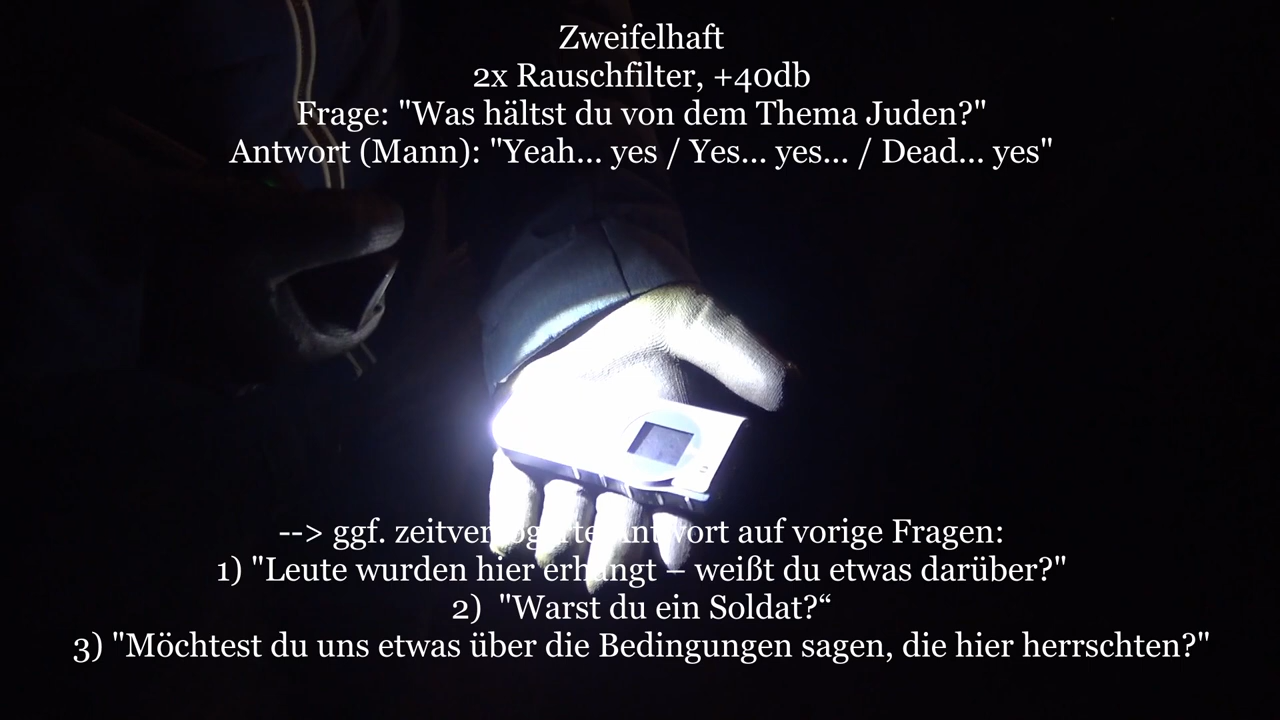 Zweifelhaft
2x Rauschfilter, +40db
Frage: "Was hältst du von dem Thema Juden?"
Antwort (Mann): "Yeah... yes / Yes... yes... / Dead... yes"
--> ggf. zeitverzögerte Antwort auf vorige Fragen:
1) "Leute wurden hier erhängt – weißt du etwas darüber?"
2) "Warst du ein Soldat?“
3) "Möchtest du uns etwas über die Bedingungen sagen, die hier herrschten?"